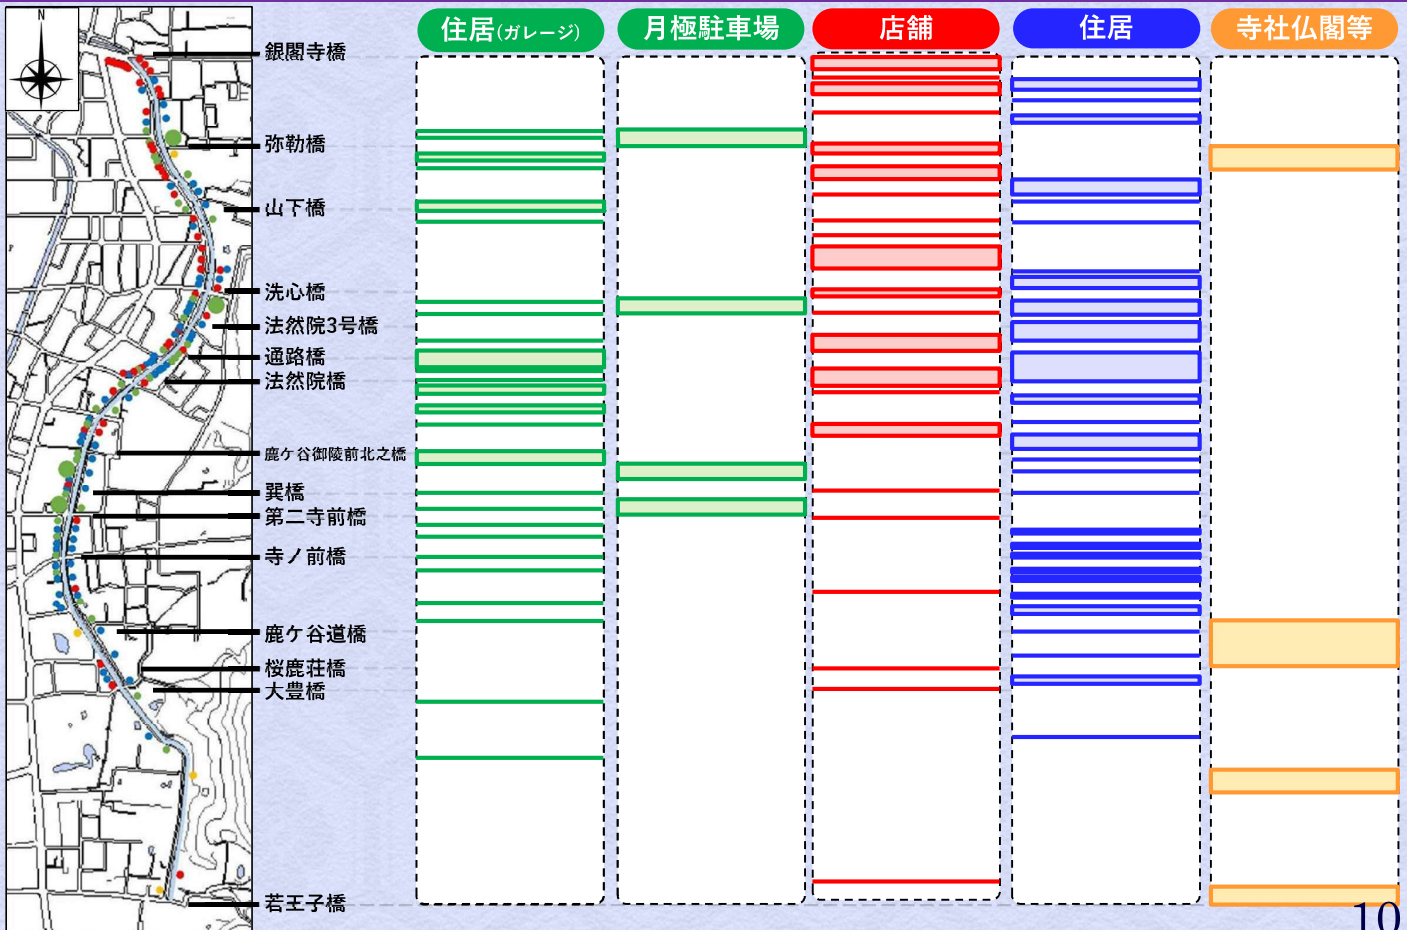 N
住居(ガレージ)
月極駐車場
店舗
住居
寺社仏閣等
銀閣寺橋
弥勒橋
山下橋
洗心橋
法然院3号橋
通路橋
法然院橋
鹿ケ谷御陵前北之橋
巽橋
第二寺前橋
寺ノ前橋
鹿ケ谷道橋
桜鹿荘橋
大豊橋
若王子橋
10